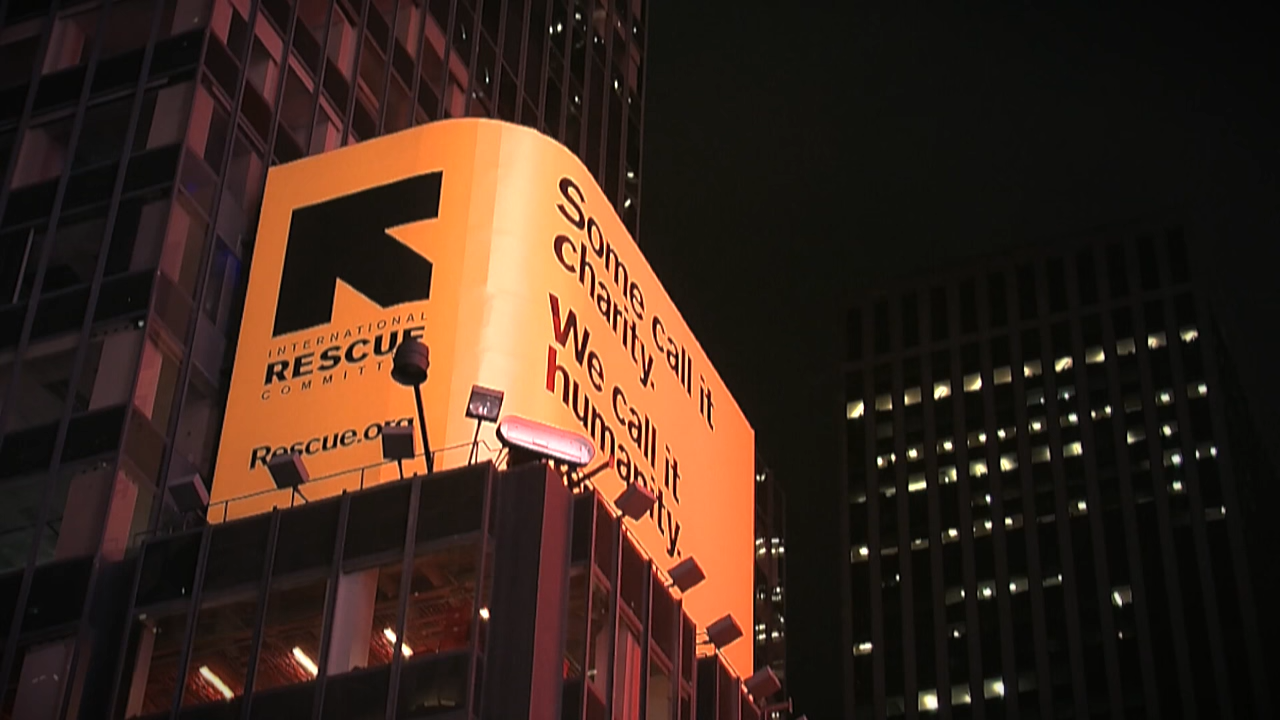 INTERNATIONAL
RESCUE
COMMITTEE
Rescue.org
Some call it
charity.
We call it
humanity.